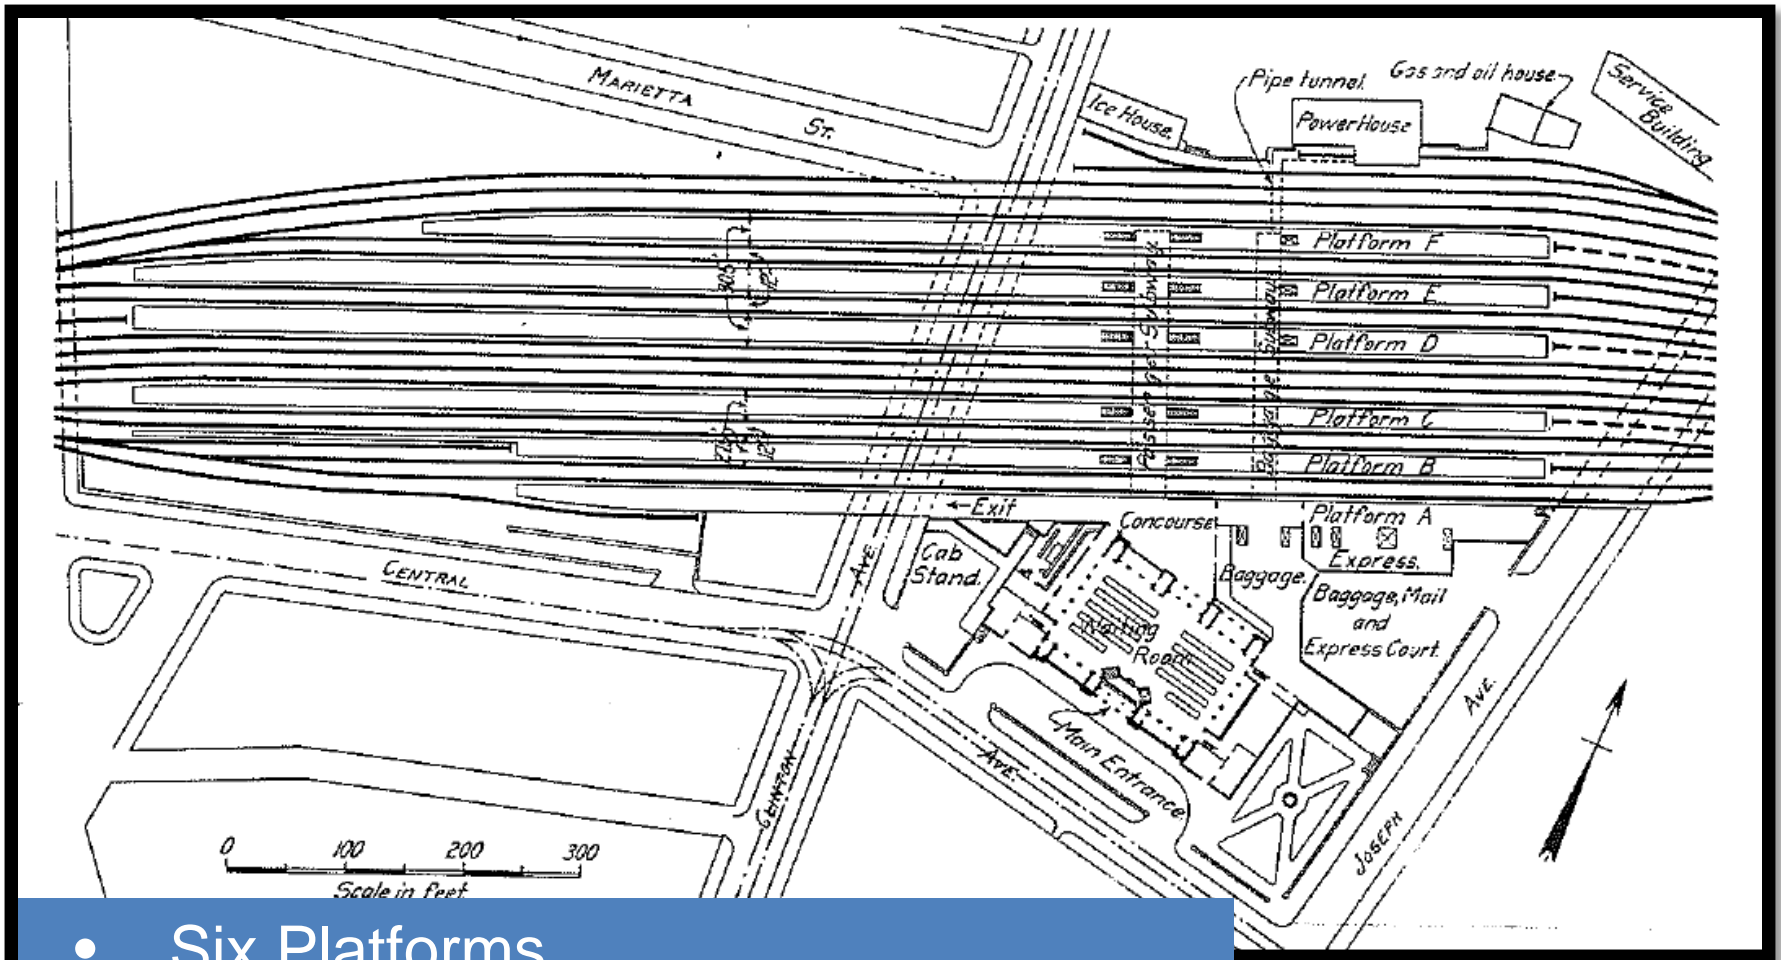 MARIETTA
ST.
Pipe tunnel.
Gas and oil house
Service
Building
Ice House.
Power House
Platform F
Platform E
Platform D
Platform C
Platform B
Passenger Subway
Baggage Subway
Exit
Concourse
Platform A
Express.
Cab
Stand.
AVE.
Baggage.
Baggage, Mail
and
Express Court.
CENTRAL
Waiting
Room
Main Entrance
AVE.
AVE.
CLINTON
JOSEPH
0 100 200 300
Scale in feet
• Six Platforms